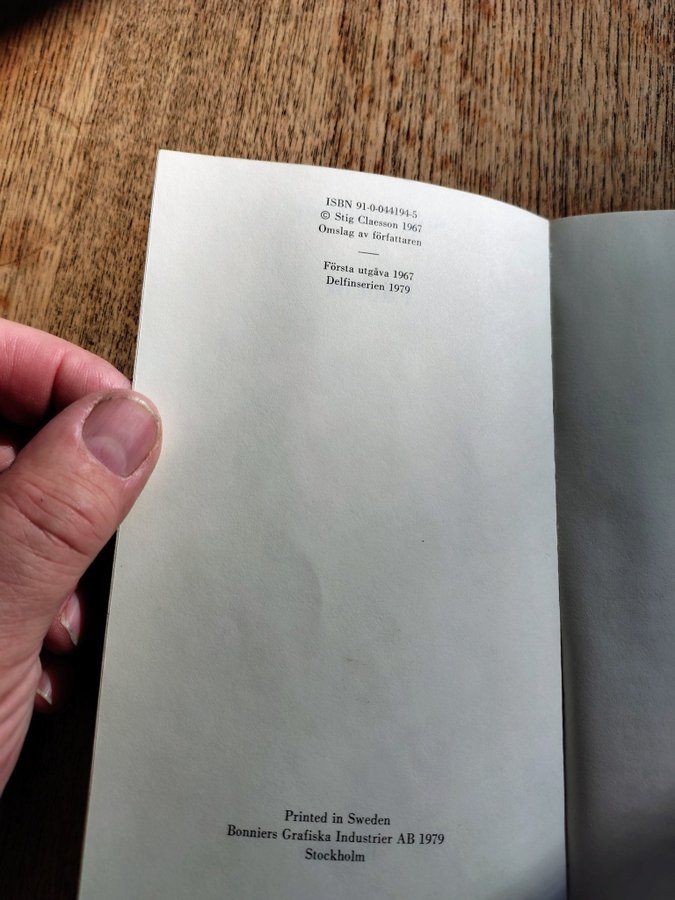 ISBN 91-0-044194-5
© Stig Claesson 1967
Omslag av författaren
Första utgåva 1967
Delfinserien 1979
Printed in Sweden
Bonniers Grafiska Industrier AB 1979
Stockholm